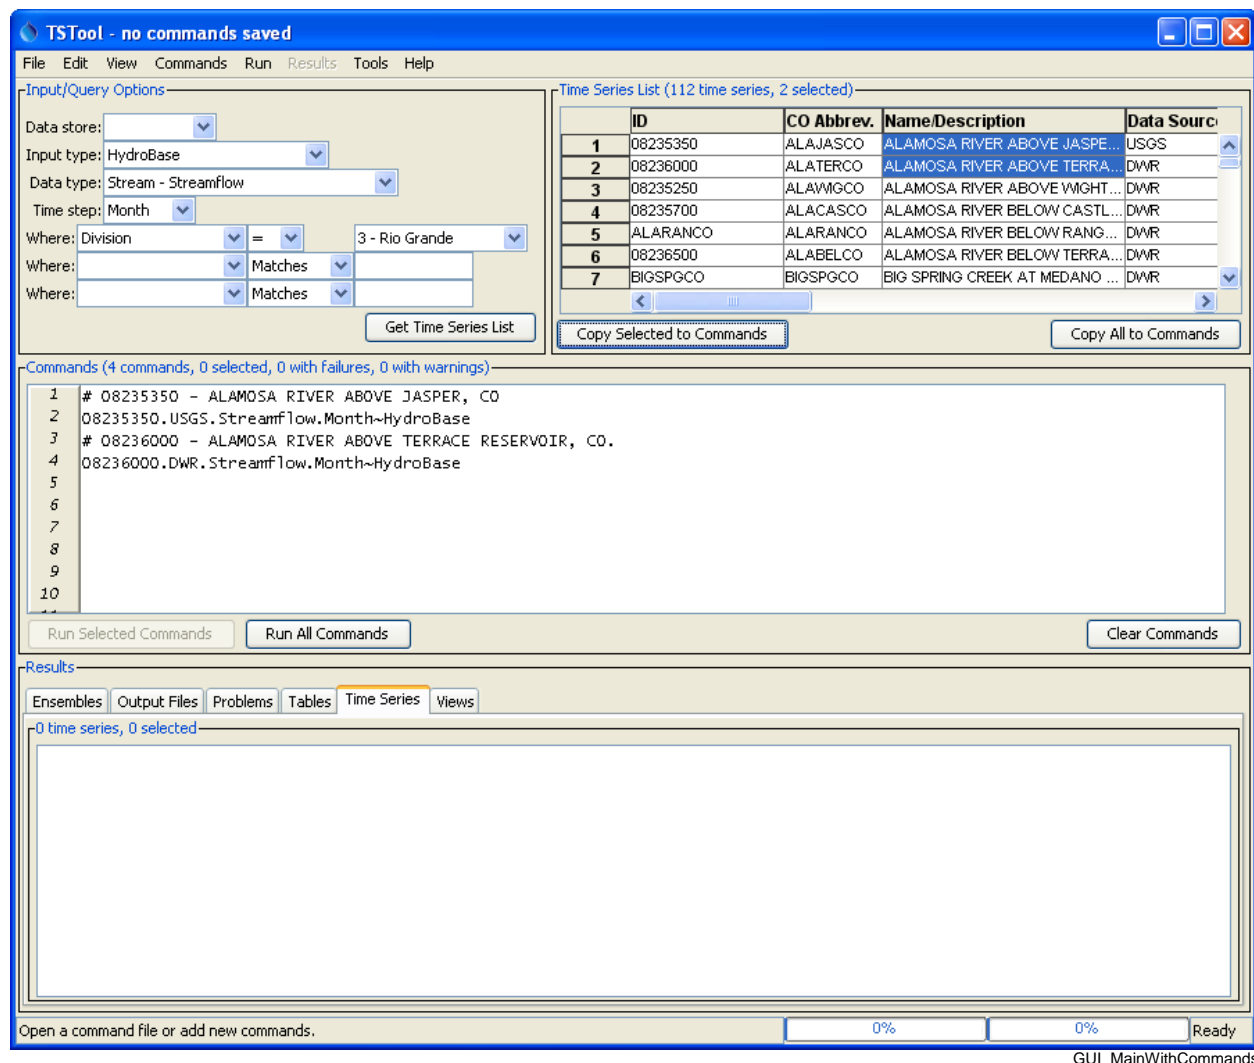 TSTool - no commands saved
File Edit View Commands Run Results Tools Help
Input/Query Options
Data store:
Input type: HydroBase
Data type: Stream - Streamflow
Time step: Month
Where: Division = 3 - Rio Grande
Where: Matches
Where: Matches
Get Time Series List
Time Series List (112 time series, 2 selected)
ID CO Abbrev. Name/Description Data Sourc
1 08235350 ALAJASCO ALAMOSA RIVER ABOVE JASPE... USGS
2 08236000 ALATERCO ALAMOSA RIVER ABOVE TERRA... DWR
3 08235250 ALAWIGCO ALAMOSA RIVER ABOVE WIGHT... DWR
4 08235700 ALACASCO ALAMOSA RIVER BELOW CASTL... DWR
5 ALARANCO ALARANCO ALAMOSA RIVER BELOW RANG... DWR
6 08236500 ALABELCO ALAMOSA RIVER BELOW TERRA... DWR
7 BIGSPGCO BIGSPGCO BIG SPRING CREEK AT MEDANO ... DWR
Copy Selected to Commands Copy All to Commands
Commands (4 commands, 0 selected, 0 with failures, 0 with warnings)
1 # 08235350 - ALAMOSA RIVER ABOVE JASPER, CO
2 08235350.USGS.Streamflow.Month~HydroBase
3 # 08236000 - ALAMOSA RIVER ABOVE TERRACE RESERVOIR, CO.
4 08236000.DWR.Streamflow.Month~HydroBase
5
6
7
8
9
10
Run Selected Commands Run All Commands Clear Commands
Results
Ensembles Output Files Problems Tables Time Series Views
0 time series, 0 selected
Open a command file or add new commands. 0% 0% Ready
GUI_MainWithCommands